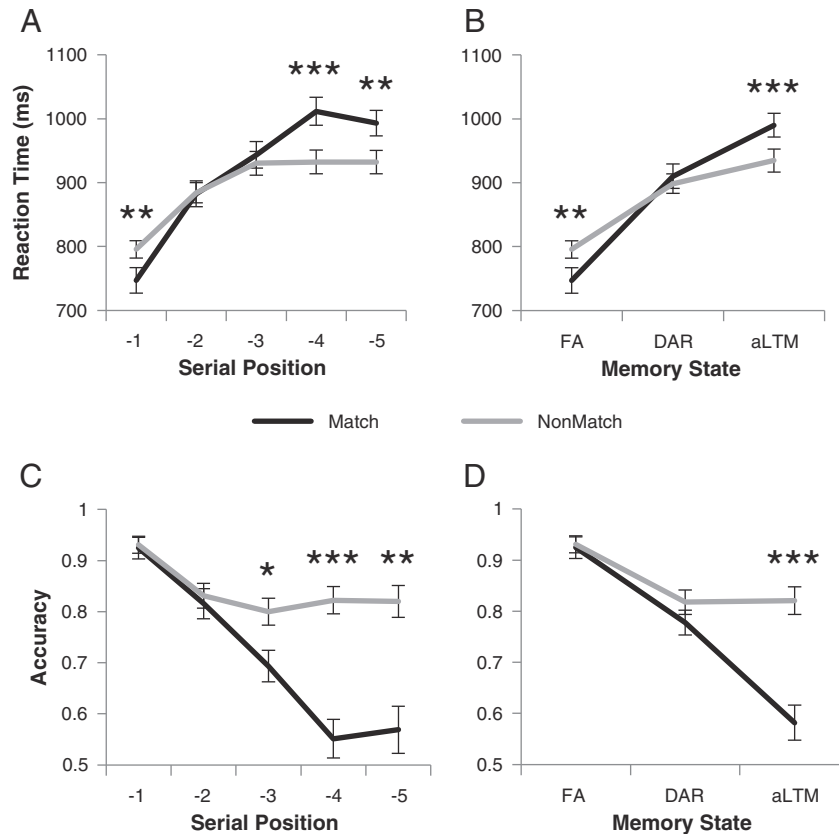 A
B
1100
1000
900
800
700
Reaction Time (ms)
**
***
**
-1 -2 -3 -4 -5
Serial Position
1100
1000
900
800
700
**
***
FA DAR aLTM
Memory State
Match NonMatch
C
D
1
0.9
0.8
0.7
0.6
0.5
Accuracy
*
***
**
-1 -2 -3 -4 -5
Serial Position
1
0.9
0.8
0.7
0.6
0.5
***
FA DAR aLTM
Memory State